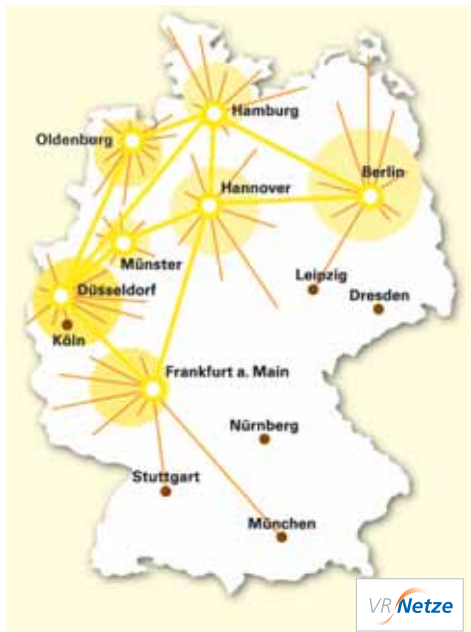 Hamburg
Oldenburg
Berlin
Hannover
Münster
Leipzig
Düsseldorf
Dresden
Köln
Frankfurt a. Main
Nürnberg
Stuttgart
München
VR Netze